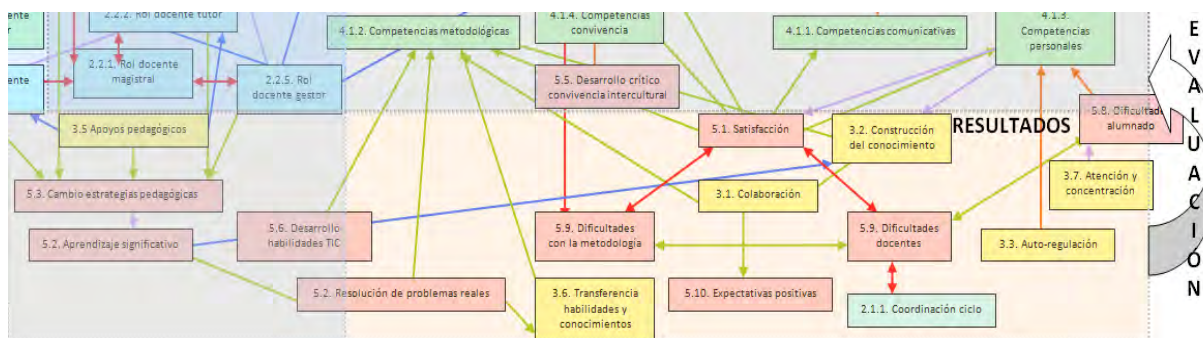 2.2.2. Rol docente tutor
4.1.2. Competencias metodológicas
4.1.4. Competencias
convivencia
4.1.1. Competencias comunicativas
4.1.3.
Competencias
personales
2.2.1. Rol docente
magistral
2.2.5. Rol
docente gestor
5.5. Desarrollo crítico
convivencia intercultural
3.5 Apoyos pedagógicos
5.1. Satisfacción
3.2. Construcción
del conocimiento
RESULTADOS
5.8. Dificultades
alumnado
3.7. Atención y
concentración
5.3. Cambio estrategias pedagógicas
3.1. Colaboración
5.2. Aprendizaje significativo
5.6. Desarrollo
habilidades TIC
5.9. Dificultades
con la metodología
5.9. Dificultades
docentes
3.3. Auto-regulación
5.2. Resolución de problemas reales
3.6. Transferencia
habilidades y
conocimientos
5.10. Expectativas positivas
2.1.1. Coordinación ciclo
EVALUACIÓN